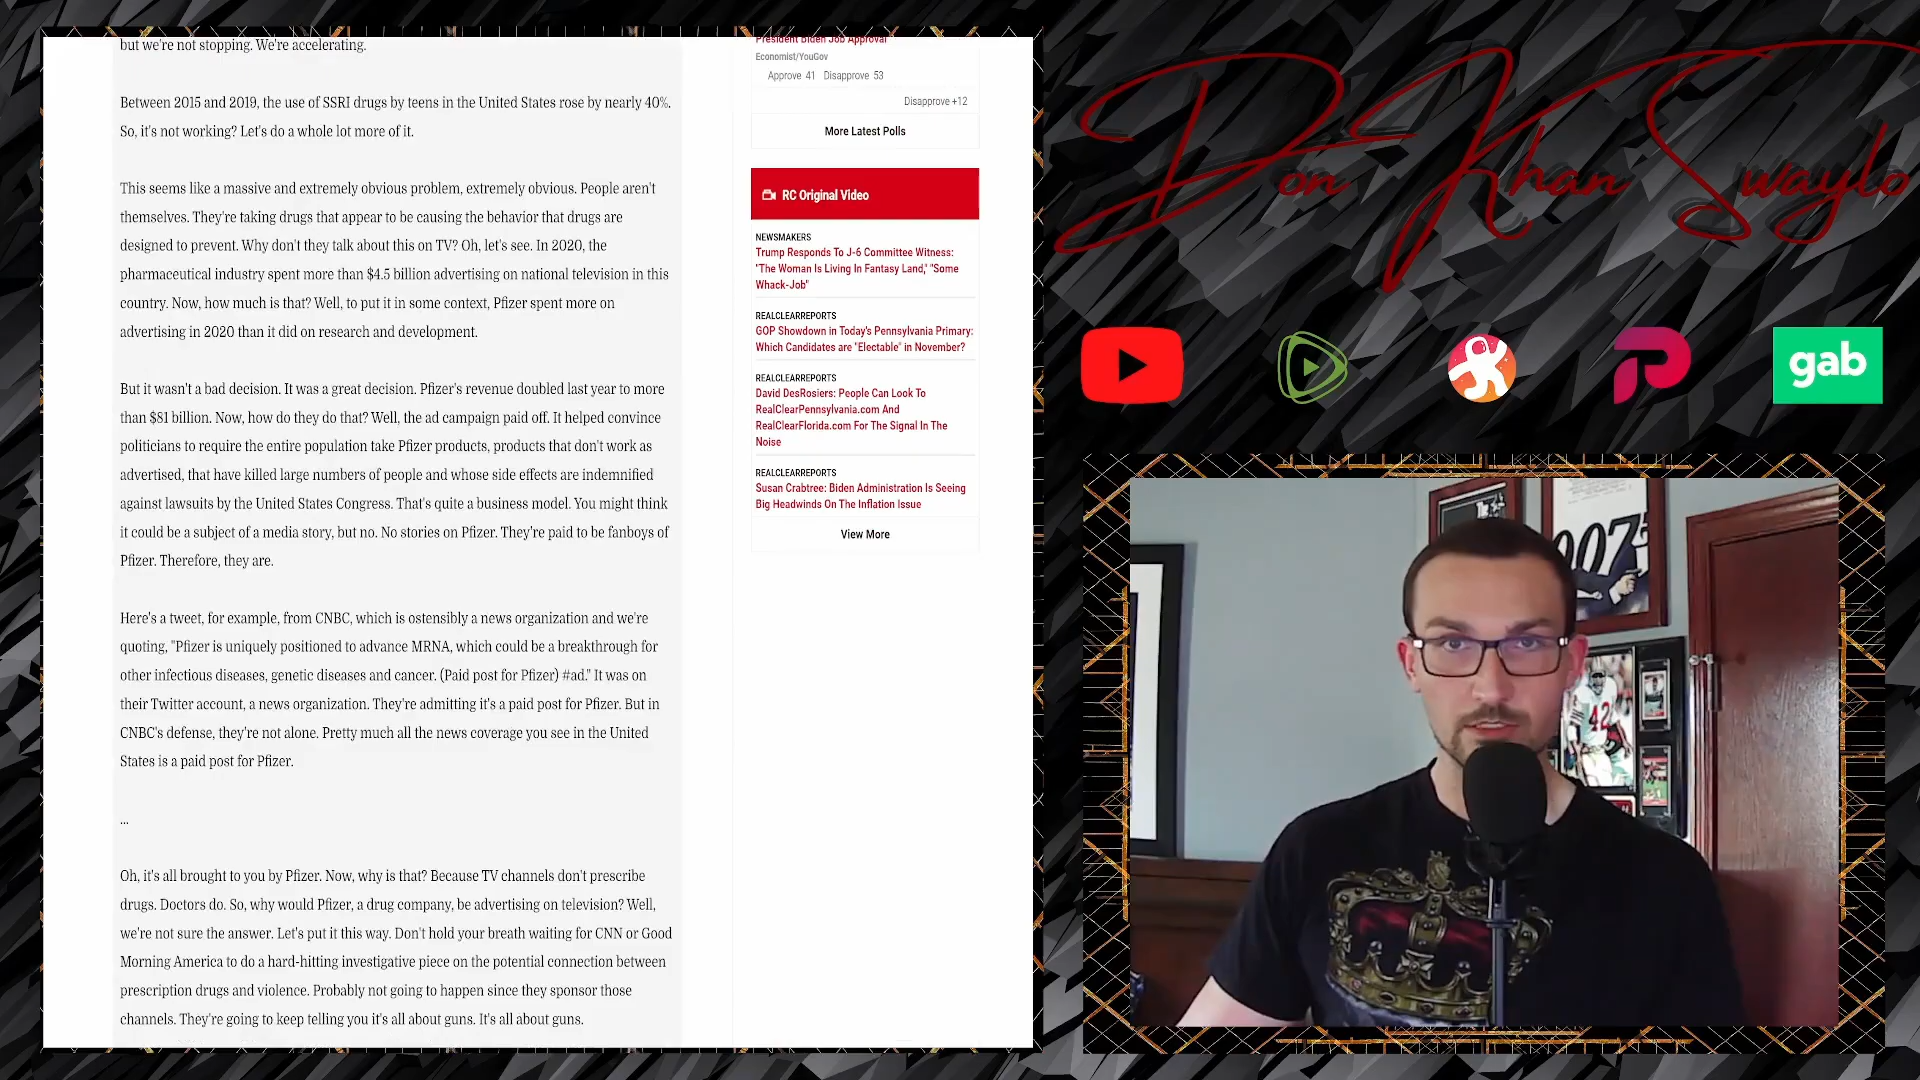 but we're not stopping. We're accelerating.
Between 2015 and 2019, the use of SSRI drugs by teens in the United States rose by nearly 40%.
So, it's not working? Let's do a whole lot more of it.
This seems like a massive and extremely obvious problem, extremely obvious. People aren't
themselves. They're taking drugs that appear to be causing the behavior that drugs are
designed to prevent. Why don't they talk about this on TV? Oh, let's see. In 2020, the
pharmaceutical industry spent more than $4.5 billion advertising on national television in this
country. Now, how much is that? Well, to put it in some context, Pfizer spent more on
advertising in 2020 than it did on research and development.
But it wasn't a bad decision. It was a great decision. Pfizer's revenue doubled last year to more
than $81 billion. Now, how do they do that? Well, the ad campaign paid off. It helped convince
politicians to require the entire population take Pfizer products, products that don't work as
advertised, that have killed large numbers of people and whose side effects are indemnified
against lawsuits by the United States Congress. That's quite a business model. You might think
it could be a subject of a media story, but no. No stories on Pfizer. They're paid to be fanboys of
Pfizer. Therefore, they are.
Here's a tweet, for example, from CNBC, which is ostensibly a news organization and we're
quoting, "Pfizer is uniquely positioned to advance MRNA, which could be a breakthrough for
other infectious diseases, genetic diseases and cancer. (Paid post for Pfizer) #ad." It was on
their Twitter account, a news organization. They're admitting it's a paid post for Pfizer. But in
CNBC's defense, they're not alone. Pretty much all the news coverage you see in the United
States is a paid post for Pfizer.
...
Oh, it's all brought to you by Pfizer. Now, why is that? Because TV channels don't prescribe
drugs. Doctors do. So, why would Pfizer, a drug company, be advertising on television? Well,
we're not sure the answer. Let's put it this way. Don't hold your breath waiting for CNN or Good
Morning America to do a hard-hitting investigative piece on the potential connection between
prescription drugs and violence. Probably not going to happen since they sponsor those
channels. They're going to keep telling you it's all about guns. It's all about guns.
President Biden Job Approval
Economist/YouGov
Approve 41 Disapprove 53
Disapprove +12
More Latest Polls
RC Original Video
NEWSMAKERS
Trump Responds To J-6 Committee Witness:
"The Woman Is Living In Fantasy Land," "Some
Whack-Job"
REALCLEARREPORTS
GOP Showdown in Today's Pennsylvania Primary:
Which Candidates are "Electable" in November?
REALCLEARREPORTS
David DesRosiers: People Can Look To
RealClearPennsylvania.com And
RealClearFlorida.com For The Signal In The
Noise
REALCLEARREPORTS
Susan Crabtree: Biden Administration Is Seeing
Big Headwinds On The Inflation Issue
View More
Don Khan Swaylo
gab
007
42